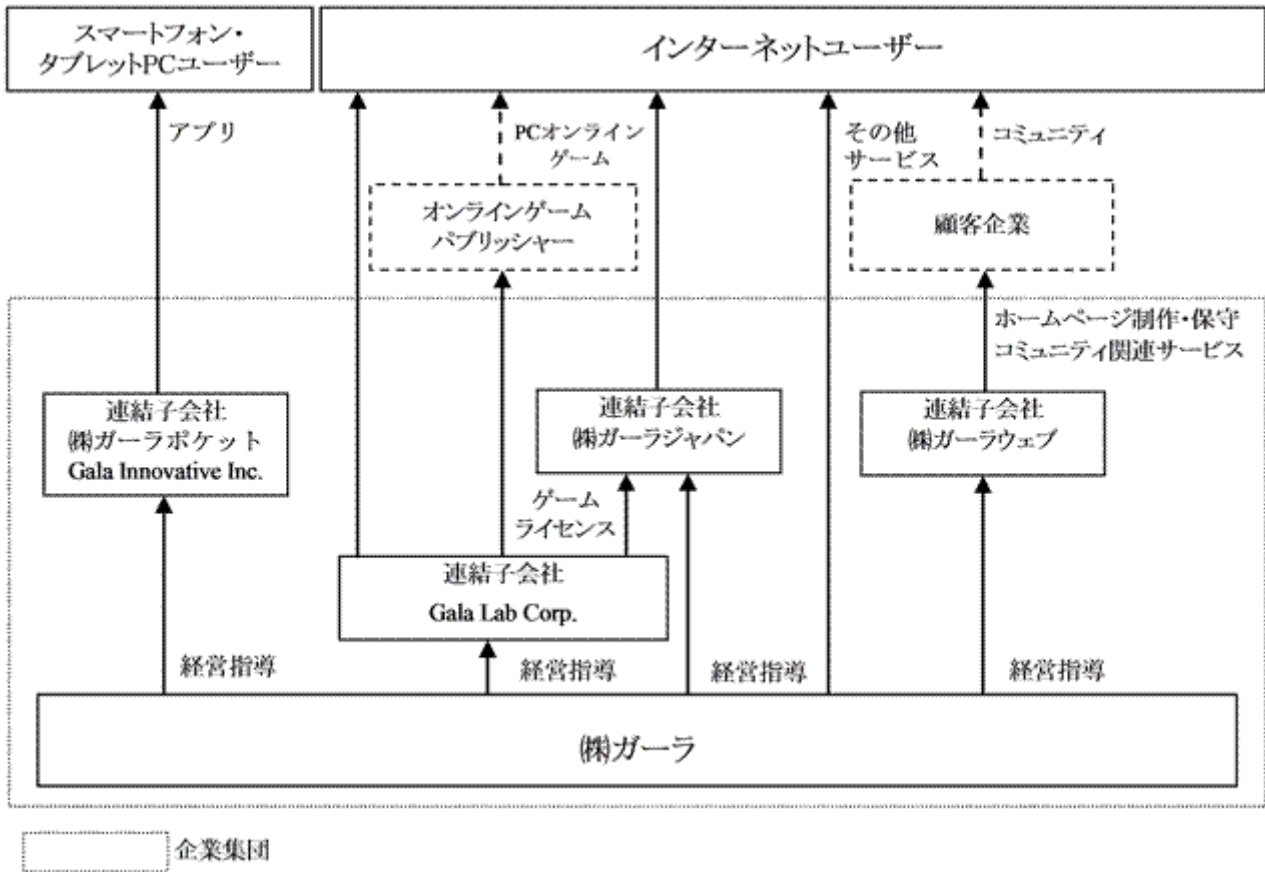 スマートフォン・
タブレットPCユーザー
インターネットユーザー
アプリ
PCオンライン
ゲーム
その他
サービス
コミュニティ
オンラインゲーム
パブリッシャー
顧客企業
ホームページ制作・保守
コミュニティ関連サービス
連結子会社
㈱ガーラポケット
Gala Innovative Inc.
連結子会社
㈱ガーラジャパン
連結子会社
㈱ガーラウェブ
ゲーム
ライセンス
連結子会社
Gala Lab Corp.
経営指導
経営指導
経営指導
経営指導
㈱ガーラ
企業集団